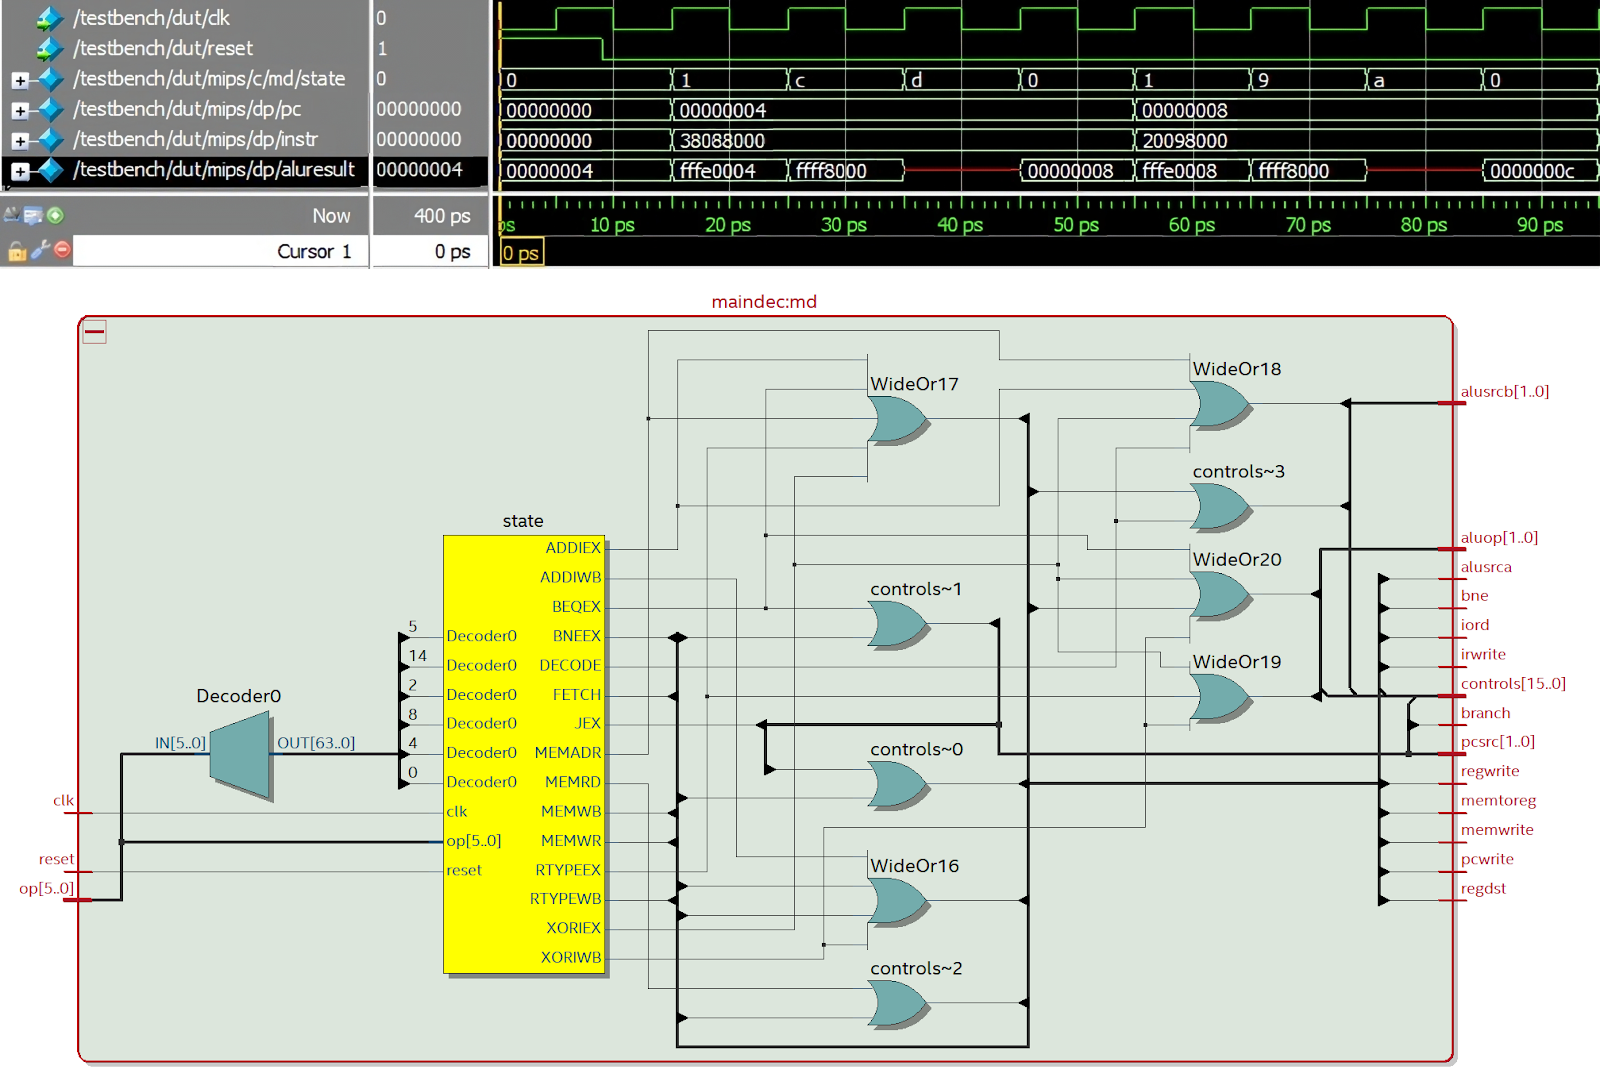 /testbench/dut/clk 0
/testbench/dut/reset 1
/testbench/dut/mips/c/md/state 0 0 1 c d 0 1 9 a 0
/testbench/dut/mips/dp/pc 00000000 00000000 00000004 00000008
/testbench/dut/mips/dp/instr 00000000 00000000 38088000 20098000
/testbench/dut/mips/dp/aluresult 00000004 00000004 fffe0004 ffff8000 00000008 fffe0008 ffff8000 0000000c
Now 400 ps ps 10 ps 20 ps 30 ps 40 ps 50 ps 60 ps 70 ps 80 ps 90 ps
Cursor 1 0 ps 0 ps
maindec:md
WideOr18
WideOr17
alusrcb[1..0]
controls~3
state
aluop[1..0]
ADDIEX
WideOr20
alusrca
ADDIWB
controls~1
bne
BEQEX
5
iord
Decoder0 BNEEX
14
irwrite
Decoder0 DECODE
WideOr19
2
controls[15..0]
Decoder0
Decoder0 FETCH
8
branch
Decoder0 JEX
IN[5..0] OUT[63..0]
4
pcsrc[1..0]
controls~0
Decoder0 MEMADR
0
regwrite
Decoder0 MEMRD
clk
memtoreg
clk MEMWB
memwrite
op[5..0] MEMWR
reset
pcwrite
WideOr16
reset RTYPEEX
op[5..0]
regdst
RTYPEWB
XORIEX
XORIWB
controls~2